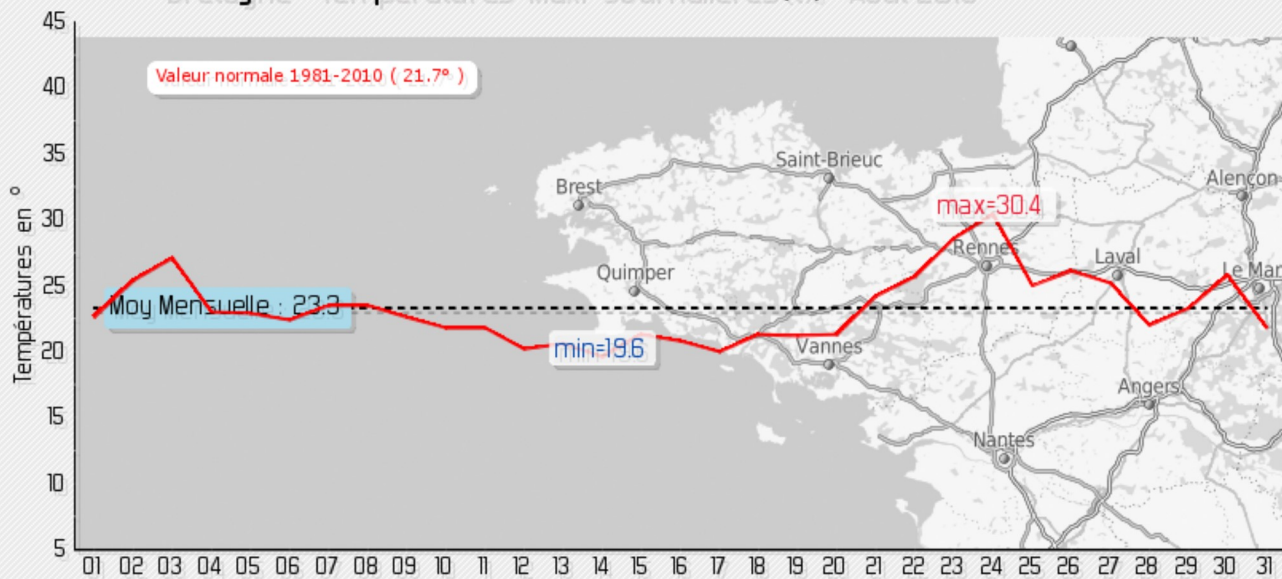 45
Valeur normale 1981-2010 ( 21.7° )
40
35
Saint-Brieuc
Alençon
Brest
Températures en °
30
max=30.4
Rennes
Laval
25
Quimper
Le Man
Moy Mensuelle : 23.3
20
min=19.6
Vannes
15
Angers
Nantes
10
5
01 02 03 04 05 06 07 08 09 10 11 12 13 14 15 16 17 18 19 20 21 22 23 24 25 26 27 28 29 30 31